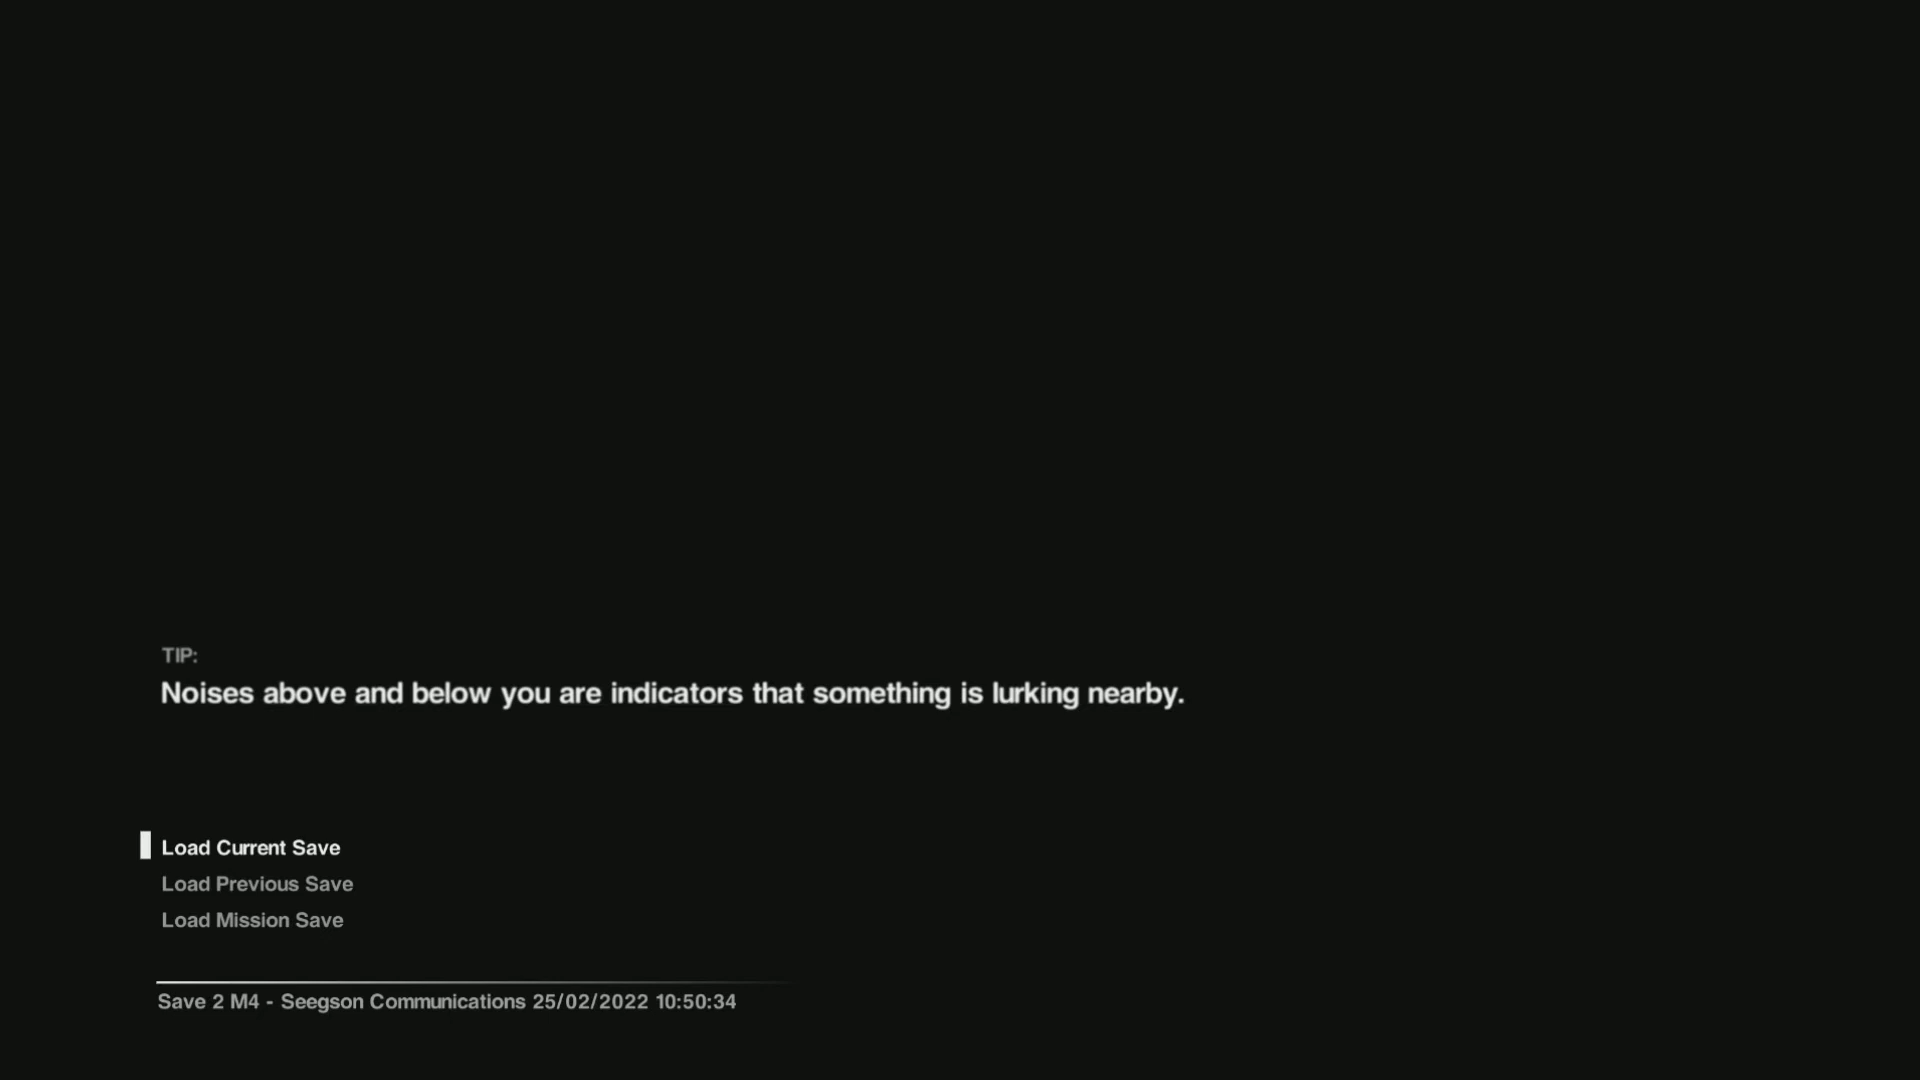 TIP:
Noises above and below you are indicators that something is lurking nearby.
Load Current Save
Load Previous Save
Load Mission Save
Save 2 M4 - Seegson Communications 25/02/2022 10:50:34